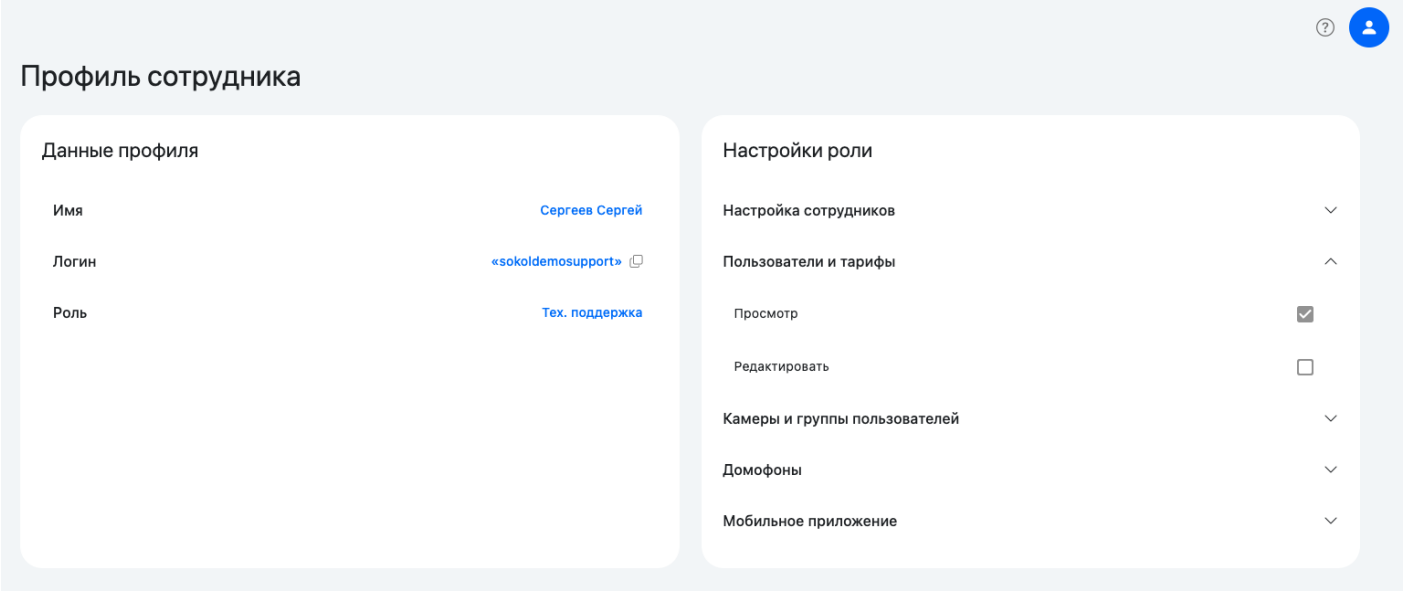 Профиль сотрудника
Данные профиля
Имя
Сергеев Сергей
Логин
«sokoldemosupport»
Роль
Тех. поддержка
Настройки роли
Настройка сотрудников
Пользователи и тарифы
Просмотр
Редактировать
Камеры и группы пользователей
Домофоны
Мобильное приложение